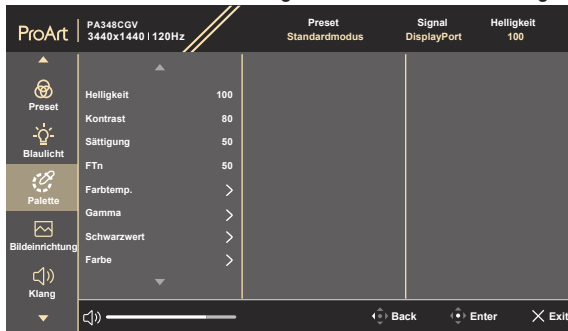 ProArt
PA348CGV
3440x1440 | 120Hz
Preset
Standardmodus
Signal
DisplayPort
Helligkeit
100
Preset
Blaulicht
Palette
Bildeinrichtung
Klang
Helligkeit 100
Kontrast 80
Sättigung 50
FTn 50
Farbtemp.
Gamma
Schwarzwert
Farbe
Back
Enter
Exit